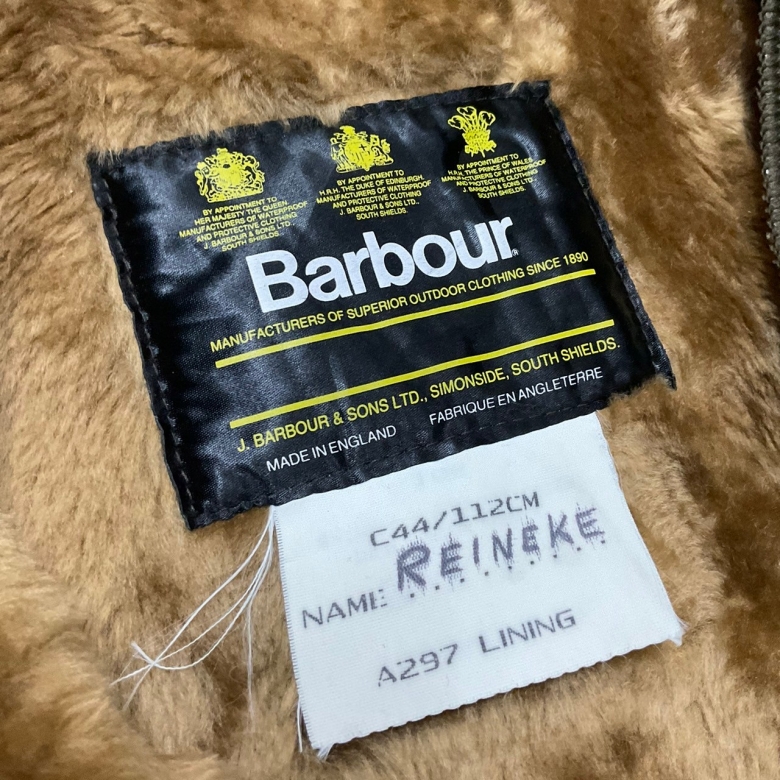 BY APPOINTMENT TO
HER MAJESTY THE QUEEN
MANUFACTURERS OF WATERPROOF
AND PROTECTIVE CLOTHING
J. BARBOUR & SONS LTD.,
SOUTH SHIELDS.
BY APPOINTMENT TO
H.R.H. THE DUKE OF EDINBURGH.
MANUFACTURERS OF WATERPROOF
AND PROTECTIVE CLOTHING
J. BARBOUR & SONS LTD.
SOUTH SHIELDS.
BY APPOINTMENT TO
H.R.H. THE PRINCE OF WALES
MANUFACTURERS OF WATERPROOF
AND PROTECTIVE CLOTHING
J. BARBOUR & SONS LTD.
SOUTH SHIELDS.
Barbour®
MANUFACTURERS OF SUPERIOR OUTDOOR CLOTHING SINCE 1890
J. BARBOUR & SONS LTD., SIMONSIDE, SOUTH SHIELDS.
MADE IN ENGLAND FABRIQUE EN ANGLETERRE
C44/112CM
NAME REINEKE
A297 LINING